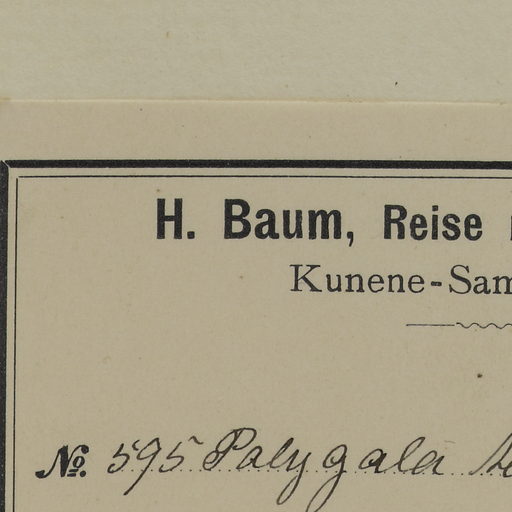 H. Baum, Reise
Kunene-Sam
No. 595 Polygala